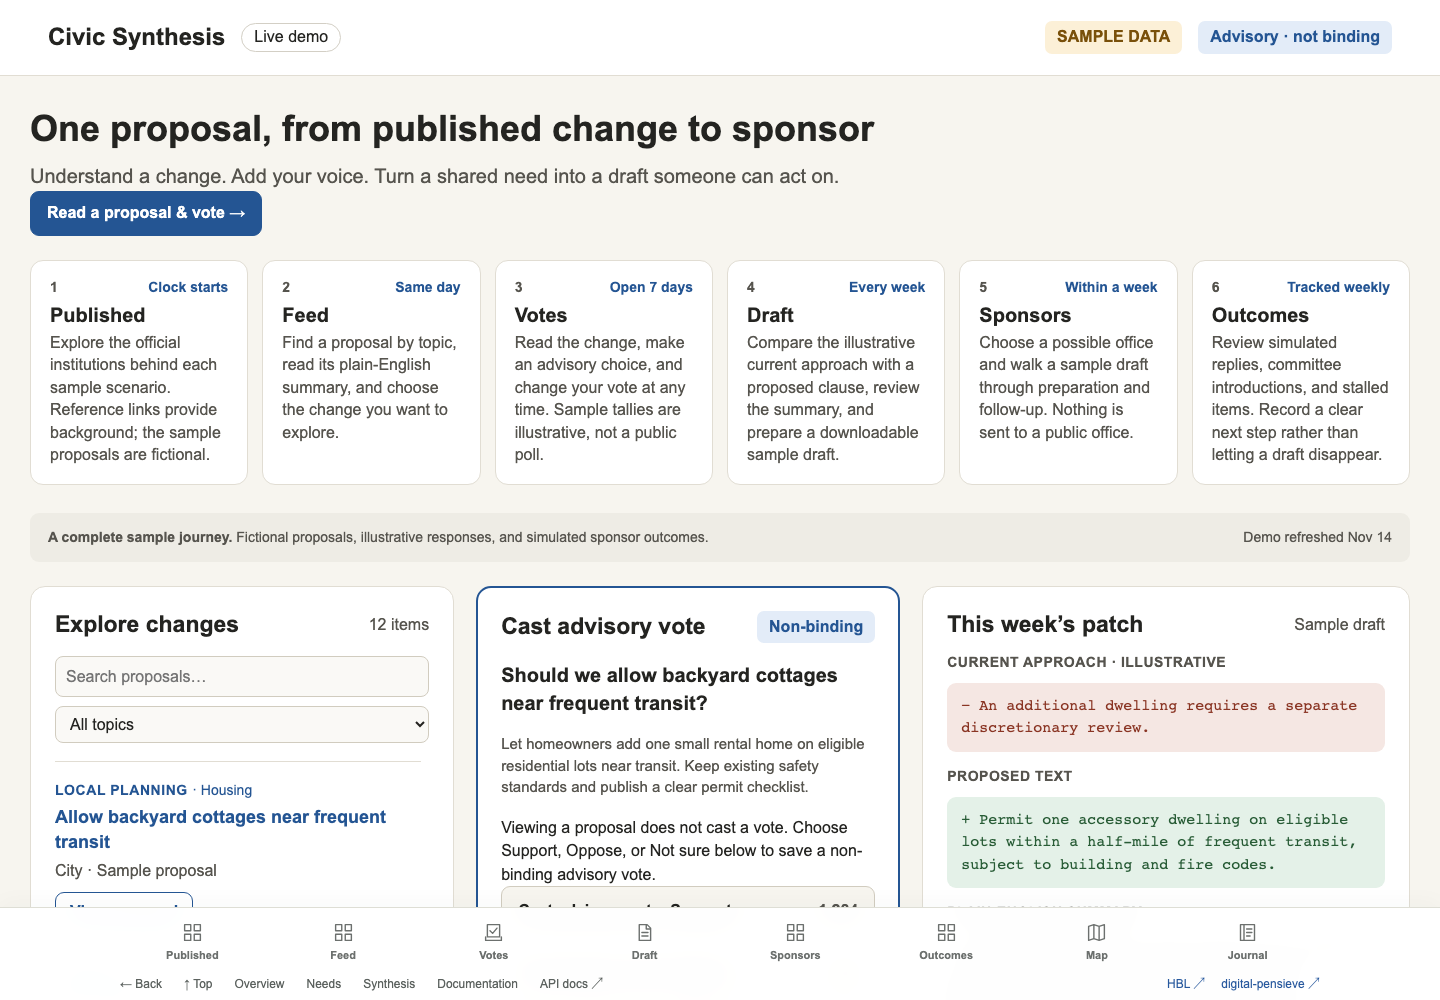 Civic Synthesis
Live demo
SAMPLE DATA
Advisory · not binding
One proposal, from published change to sponsor
Understand a change. Add your voice. Turn a shared need into a draft someone can act on.
Read a proposal & vote →
1
Clock starts
Published
Explore the official
institutions behind each
sample scenario.
Reference links provide
background; the sample
proposals are fictional.
2
Same day
Feed
Find a proposal by topic,
read its plain-English
summary, and choose
the change you want to
explore.
3
Open 7 days
Votes
Read the change, make
an advisory choice, and
change your vote at any
time. Sample tallies are
illustrative, not a public
poll.
4
Every week
Draft
Compare the illustrative
current approach with a
proposed clause, review
the summary, and
prepare a downloadable
sample draft.
5
Within a week
Sponsors
Choose a possible office
and walk a sample draft
through preparation and
follow-up. Nothing is
sent to a public office.
6
Tracked weekly
Outcomes
Review simulated
replies, committee
introductions, and stalled
items. Record a clear
next step rather than
letting a draft disappear.
A complete sample journey. Fictional proposals, illustrative responses, and simulated sponsor outcomes.
Demo refreshed Nov 14
Explore changes
12 items
Search proposals…
All topics
LOCAL PLANNING · Housing
Allow backyard cottages near frequent
transit
City · Sample proposal
Cast advisory vote
Non-binding
Should we allow backyard cottages
near frequent transit?
Let homeowners add one small rental home on eligible
residential lots near transit. Keep existing safety
standards and publish a clear permit checklist.
Viewing a proposal does not cast a vote. Choose
Support, Oppose, or Not sure below to save a non-
binding advisory vote.
This week’s patch
Sample draft
CURRENT APPROACH · ILLUSTRATIVE
− An additional dwelling requires a separate
discretionary review.
PROPOSED TEXT
+ Permit one accessory dwelling on eligible
lots within a half-mile of frequent transit,
subject to building and fire codes.
Published
Feed
Votes
Draft
Sponsors
Outcomes
Map
Journal
← Back
↑ Top
Overview
Needs
Synthesis
Documentation
API docs ↗
HBL ↗
digital-pensieve ↗